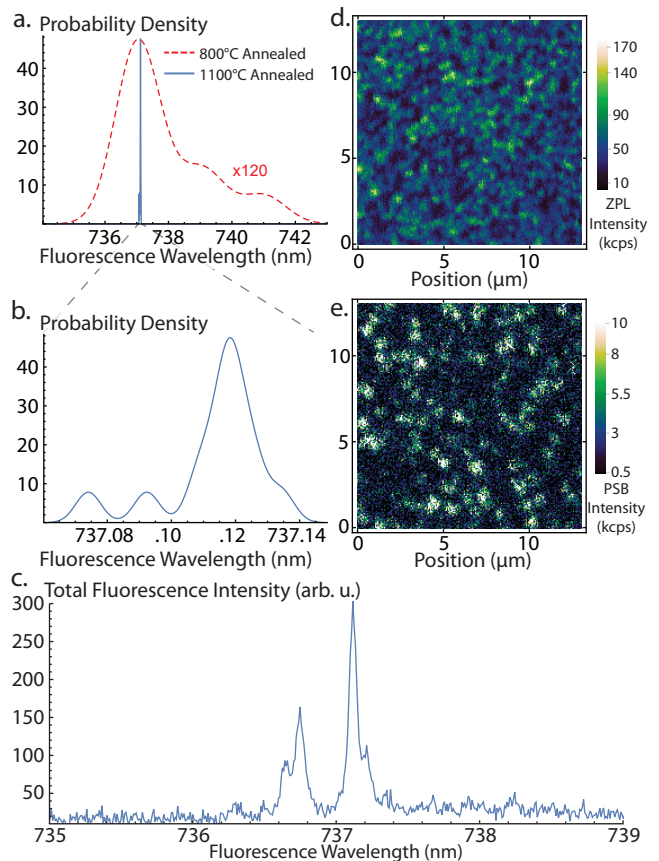 a.
Probability Density
40
30
20
10
800°C Annealed
1100°C Annealed
x120
736
738
740
742
Fluorescence Wavelength (nm)
b.
Probability Density
40
30
20
10
737.08
.10
.12
737.14
Fluorescence Wavelength (nm)
d.
10
5
0
0
5
10
Position (μm)
170
140
90
50
10
ZPL
Intensity
(kcps)
e.
10
5
0
0
5
10
Position (μm)
10
8
5.5
3
0.5
PSB
Intensity
(kcps)
c.
Total Fluorescence Intensity (arb. u.)
300
250
200
150
100
50
735
736
737
738
739
Fluorescence Wavelength (nm)